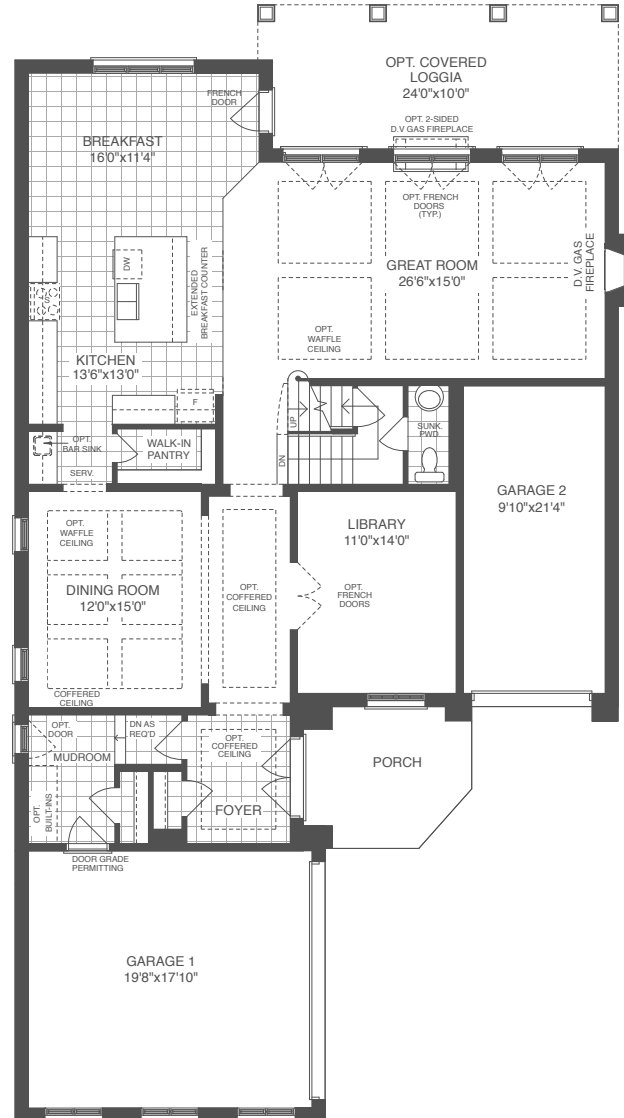 OPT. COVERED
LOGGIA
24'0"x10'0"
FRENCH
DOOR
OPT. 2-SIDED
D.V GAS FIREPLACE
BREAKFAST
16'0"x11'4"
OPT. FRENCH
DOORS
(TYP.)
DW
EXTENDED
BREAKFAST COUNTER
GREAT ROOM
26'6"x15'0"
D.V. GAS
FIREPLACE
S
OPT.
WAFFLE
CEILING
KITCHEN
13'6"x13'0"
F
UP
OPT.
BAR SINK
WALK-IN
PANTRY
SUNK.
PWD.
SERV.
DN
GARAGE 2
9'10"x21'4"
OPT.
WAFFLE
CEILING
LIBRARY
11'0"x14'0"
DINING ROOM
12'0"x15'0"
OPT.
COFFERED
CEILING
OPT.
FRENCH
DOORS
COFFERED
CEILING
OPT.
DOOR
DN AS
REQ'D
OPT.
COFFERED
CEILING
MUDROOM
PORCH
OPT.
BUILT-INS
FOYER
DOOR GRADE
PERMITTING
GARAGE 1
19'8"x17'10"